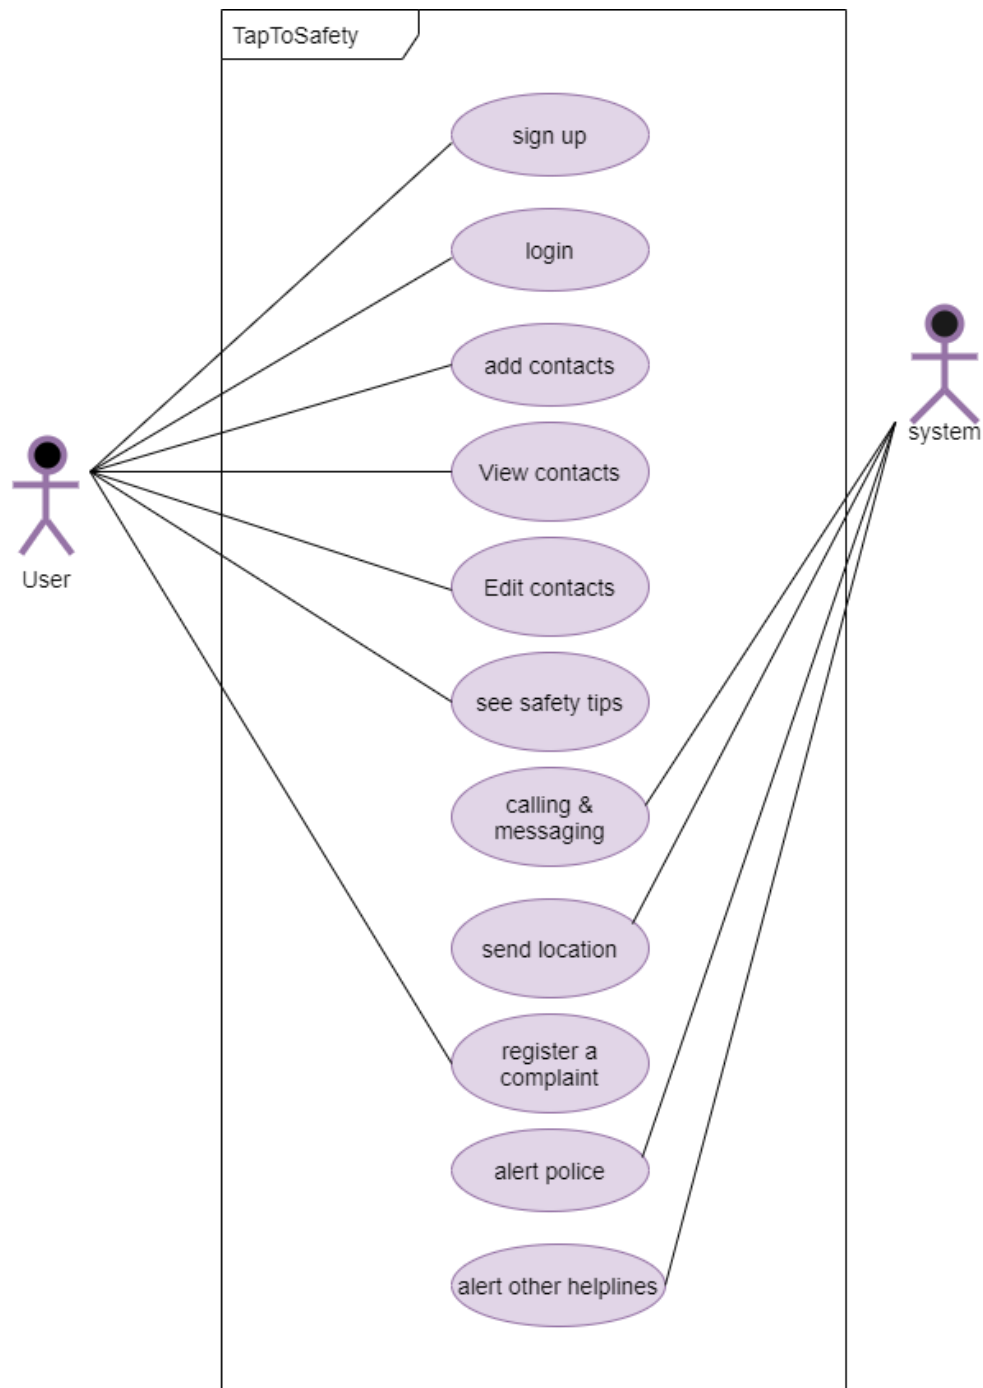 TapToSafety
sign up
login
add contacts
system
View contacts
User
Edit contacts
see safety tips
calling &
messaging
send location
register a
complaint
alert police
alert other helplines